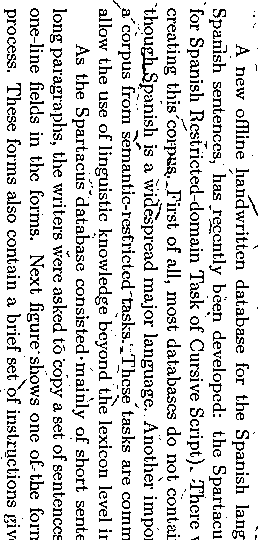 A new offline handwritten database for the Spanish lang
Spanish sentences, has recently been developed: the Spartacu
for Spanish Restricted-domain Task of Cursive Script). There
creating this corpus. First of all, most databases do not contai
though Spanish is a widespread major language. Another impor
a corpus from semantic-restricted tasks. These tasks are comm
allow the use of linguistic knowledge beyond the lexicon level i
As the Spartacus database consisted mainly of short sente
long paragraphs, the writers were asked to copy a set of sentences
one-line fields in the forms. Next figure shows one of the form
process. These forms also contain a brief set of instructions give